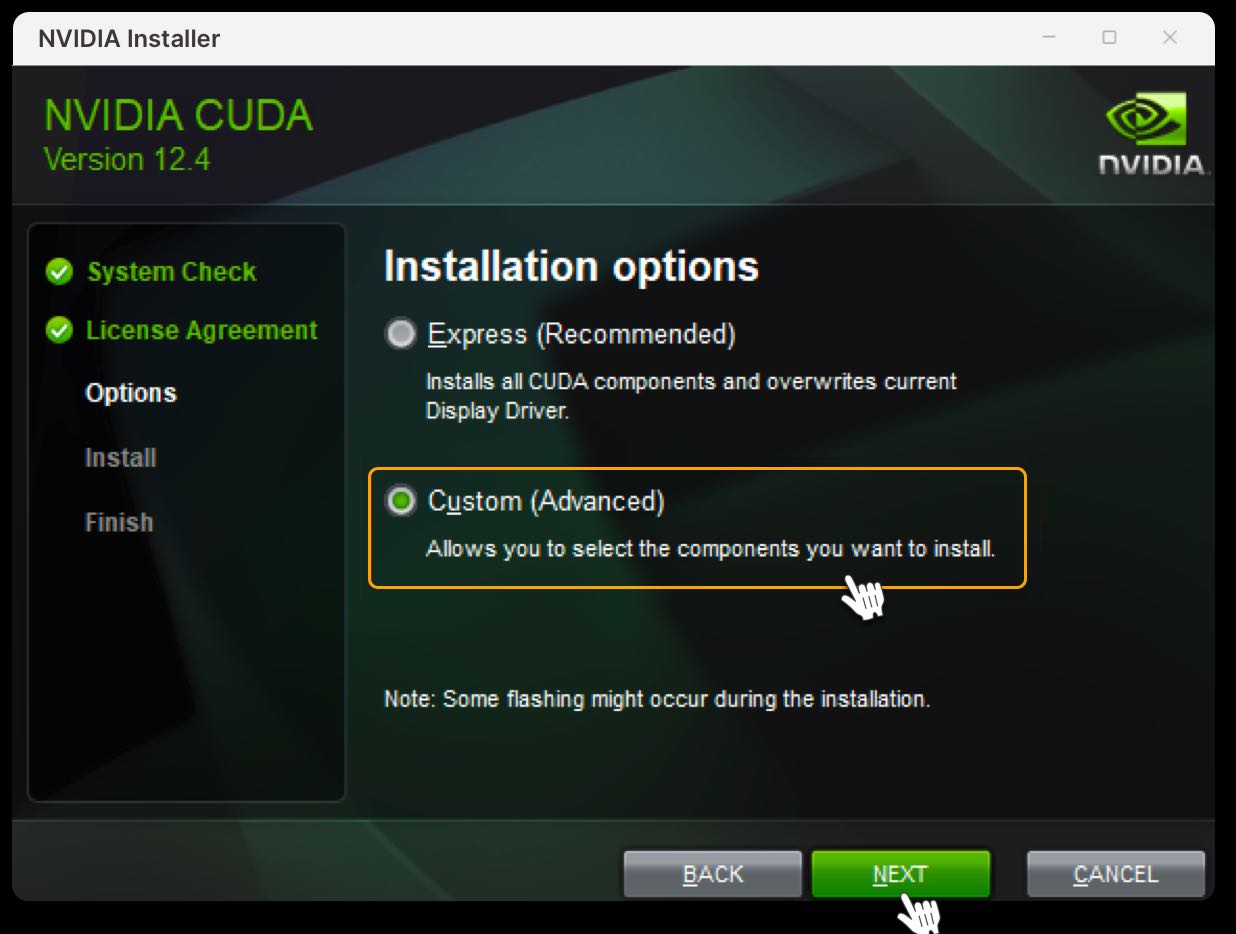 NVIDIA Installer
NVIDIA CUDA
Version 12.4
NVIDIA.
System Check
License Agreement
Options
Install
Finish
Installation options
Express (Recommended)
Installs all CUDA components and overwrites current
Display Driver.
Custom (Advanced)
Allows you to select the components you want to install.
Note: Some flashing might occur during the installation.
BACK
NEXT
CANCEL